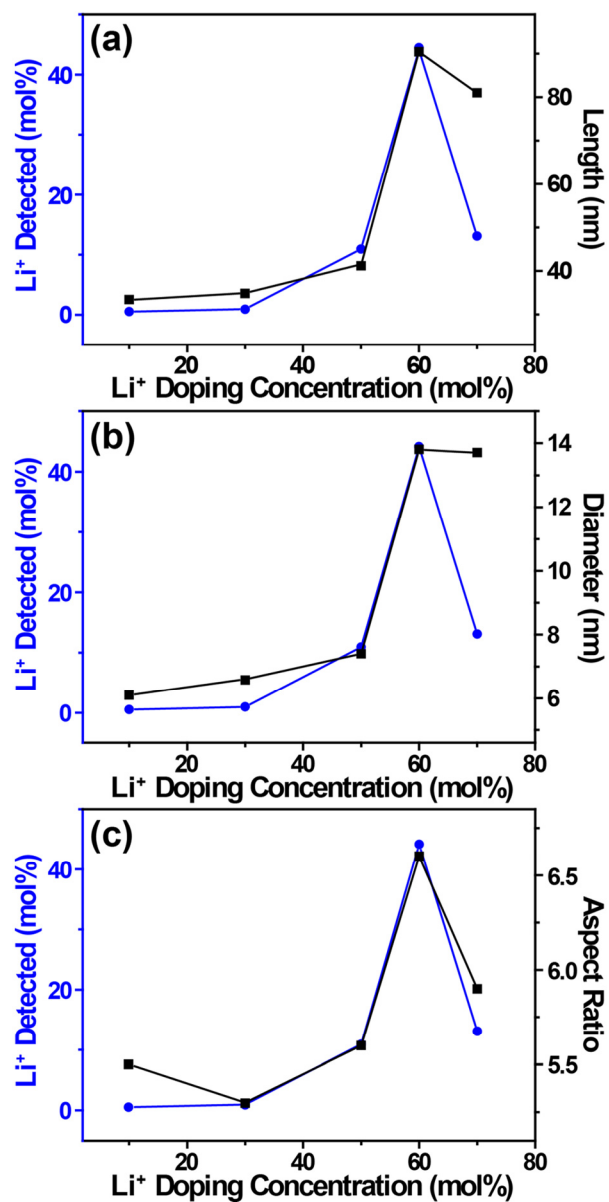 (a)
Li⁺ Detected (mol%)
40
20
0
Length (nm)
80
60
40
20 40 60 80
Li⁺ Doping Concentration (mol%)
(b)
Li⁺ Detected (mol%)
40
20
0
Diameter (nm)
14
12
10
8
6
20 40 60 80
Li⁺ Doping Concentration (mol%)
(c)
Li⁺ Detected (mol%)
40
20
0
Aspect Ratio
6.5
6.0
5.5
20 40 60 80
Li⁺ Doping Concentration (mol%)